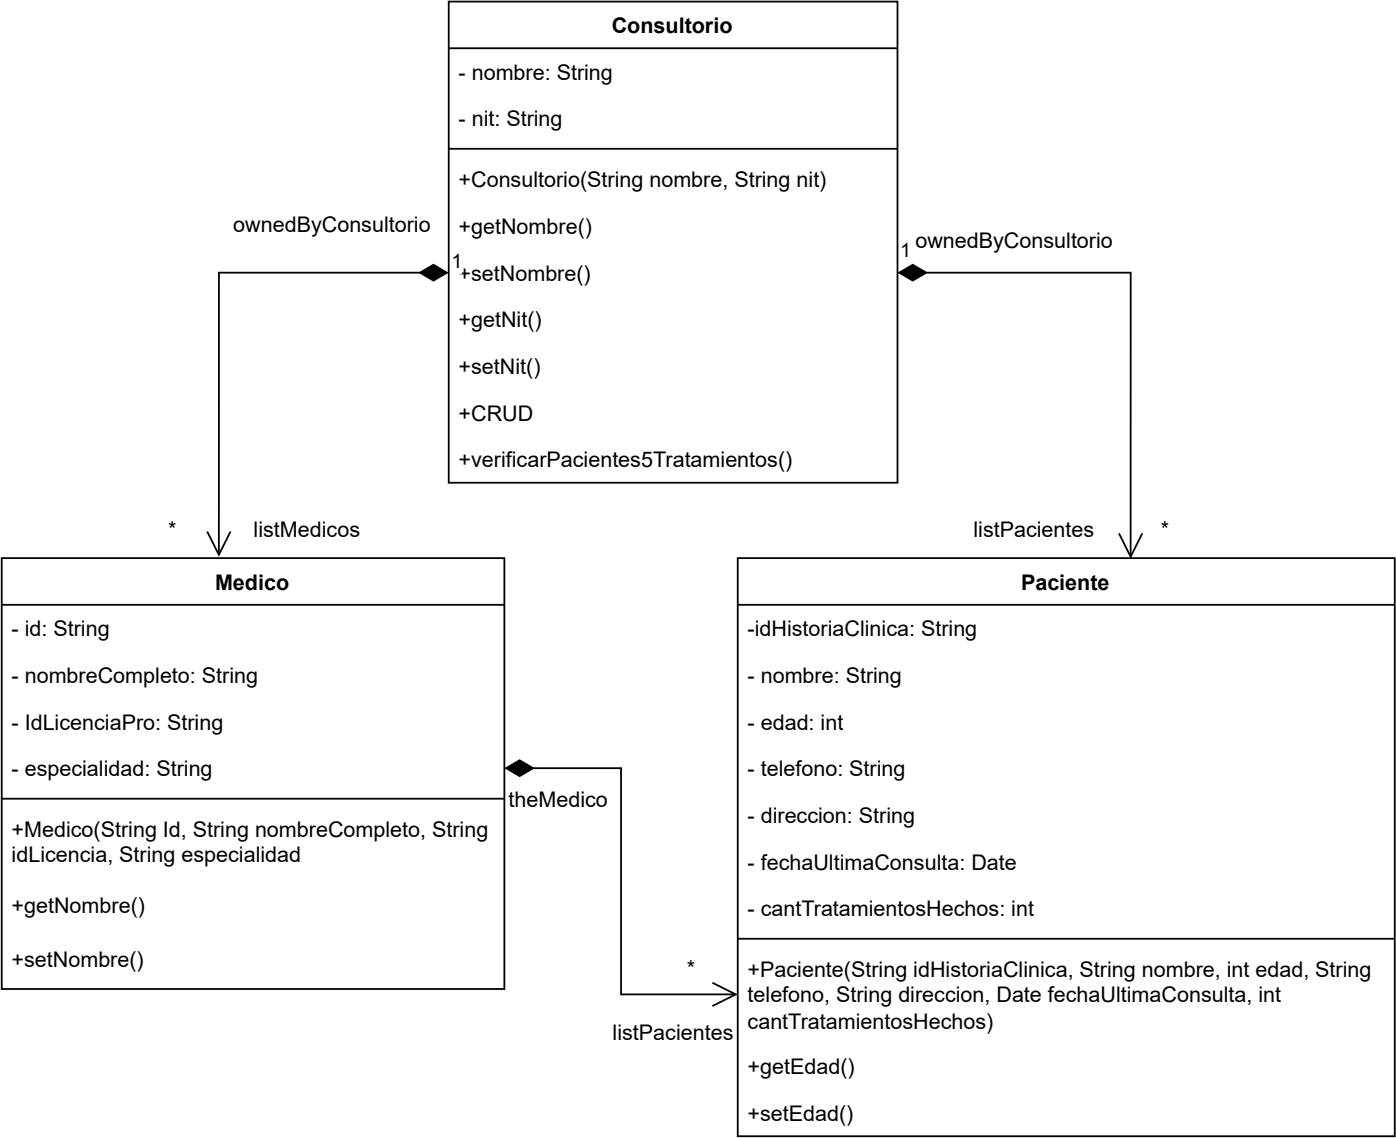 Consultorio
- nombre: String
- nit: String
+Consultorio(String nombre, String nit)
+getNombre()
+setNombre()
+getNit()
+setNit()
+CRUD
+verificarPacientes5Tratamientos()
ownedByConsultorio
1
1
ownedByConsultorio
*
listMedicos
listPacientes
*
Medico
- id: String
- nombreCompleto: String
- IdLicenciaPro: String
- especialidad: String
+Medico(String Id, String nombreCompleto, String
idLicencia, String especialidad
+getNombre()
+setNombre()
theMedico
*
listPacientes
Paciente
-idHistoriaClinica: String
- nombre: String
- edad: int
- telefono: String
- direccion: String
- fechaUltimaConsulta: Date
- cantTratamientosHechos: int
+Paciente(String idHistoriaClinica, String nombre, int edad, String
telefono, String direccion, Date fechaUltimaConsulta, int
cantTratamientosHechos)
+getEdad()
+setEdad()